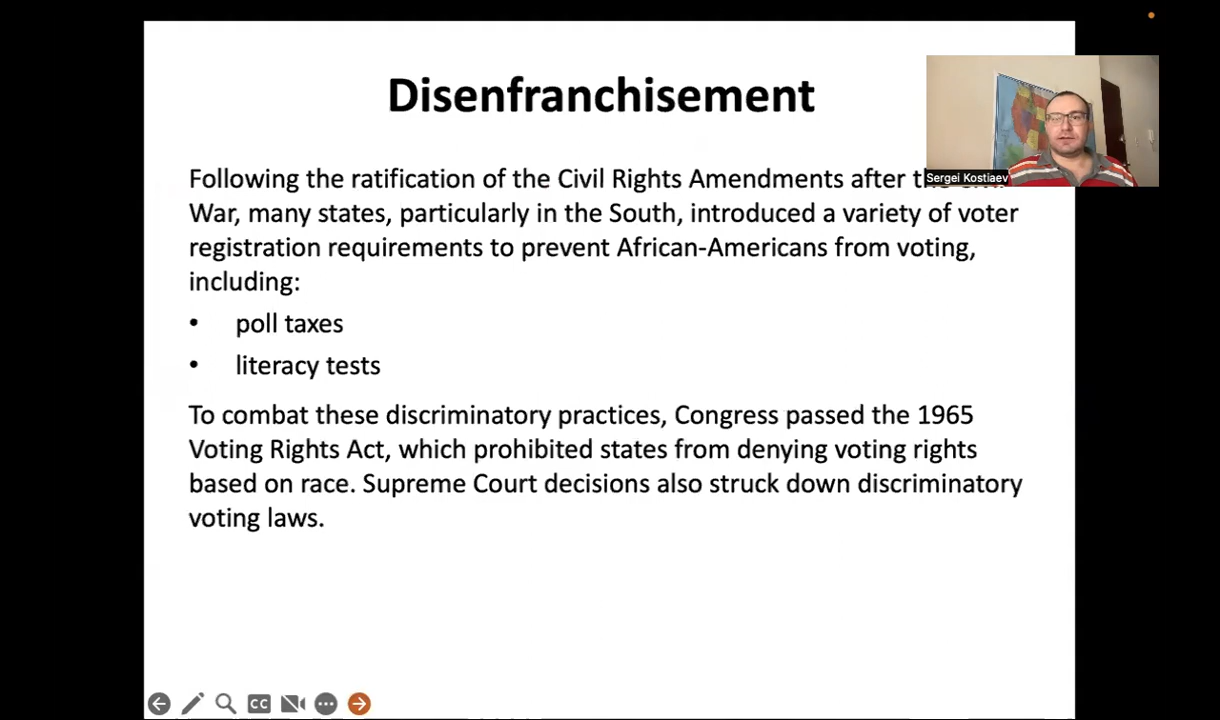 Disenfranchisement
Following the ratification of the Civil Rights Amendments after
War, many states, particularly in the South, introduced a variety of voter
registration requirements to prevent African-Americans from voting,
including:
• poll taxes
• literacy tests
To combat these discriminatory practices, Congress passed the 1965
Voting Rights Act, which prohibited states from denying voting rights
based on race. Supreme Court decisions also struck down discriminatory
voting laws.
Sergei Kostiaev
CC